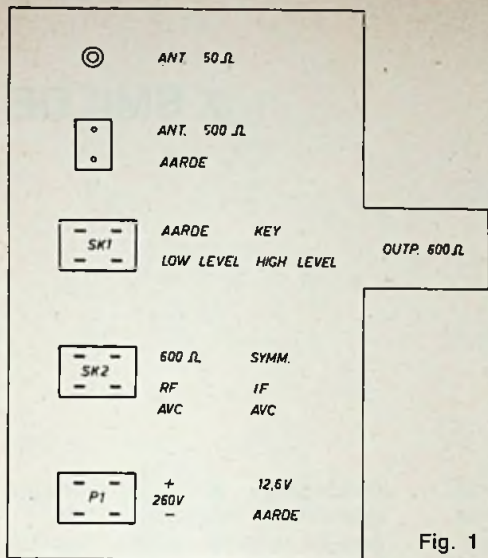 ANT. 50 Ω
ANT. 500 Ω
AARDE
SK1
AARDE KEY
LOW LEVEL HIGH LEVEL
OUTP. 600 Ω
SK2
600 Ω SYMM.
RF IF
AVC AVC
P1
+ 12,6V
260V
- AARDE
Fig. 1